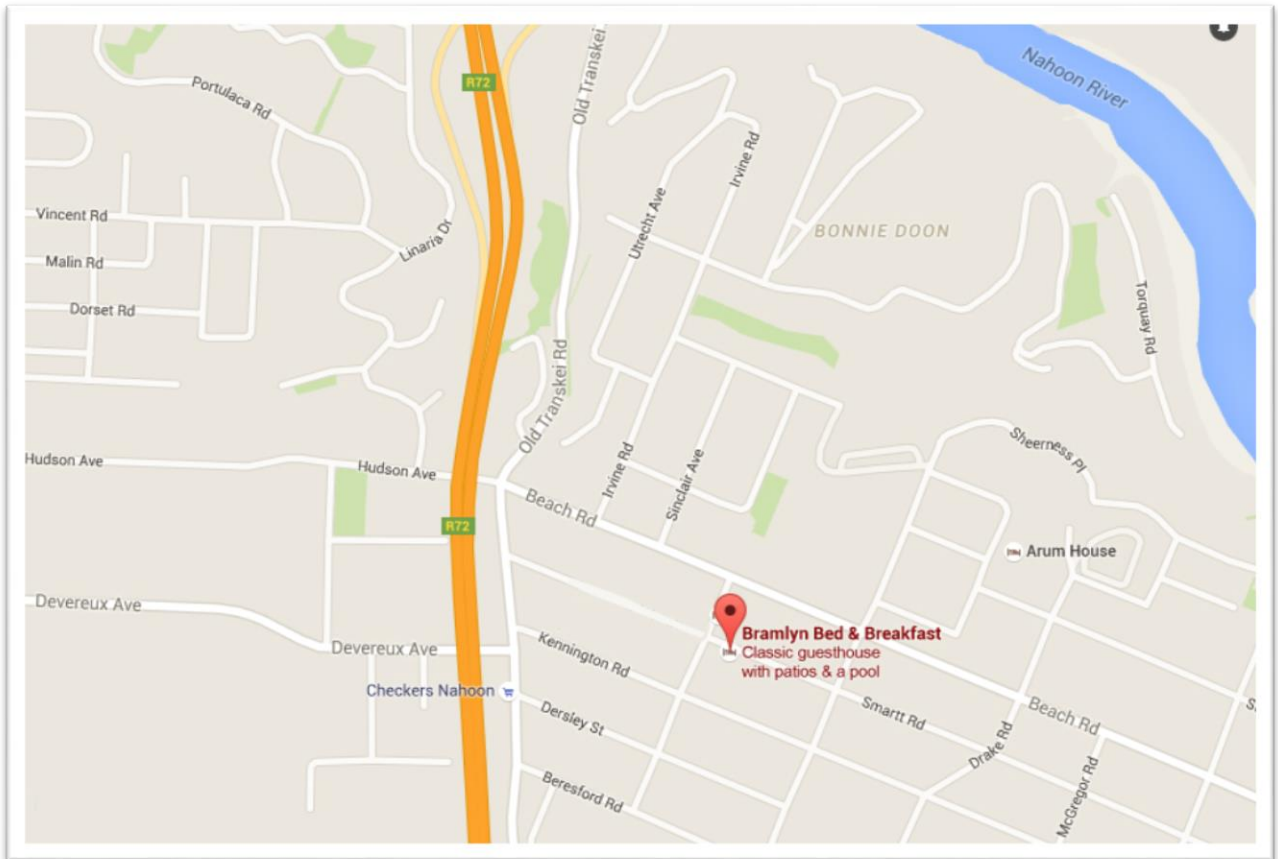 Nahoon River
R72
Old Transkei
Portulaca Rd
Irvine Rd
Utrecht Ave
Vincent Rd
BONNIE DOON
Linaria Dr
Malin Rd
Dorset Rd
Torquay Rd
Old Transkei Rd
Sheerness Pl
Hudson Ave
Hudson Ave
Irvine Rd
Sinclair Ave
Beach Rd
R72
Arum House
Devereux Ave
Devereux Ave
Bramlyn Bed & Breakfast
Classic guesthouse
with patios & a pool
Kennington Rd
Checkers Nahoon
Dersley St
Smartt Rd
Beach Rd
Drake Rd
Beresford Rd
McGregor Rd